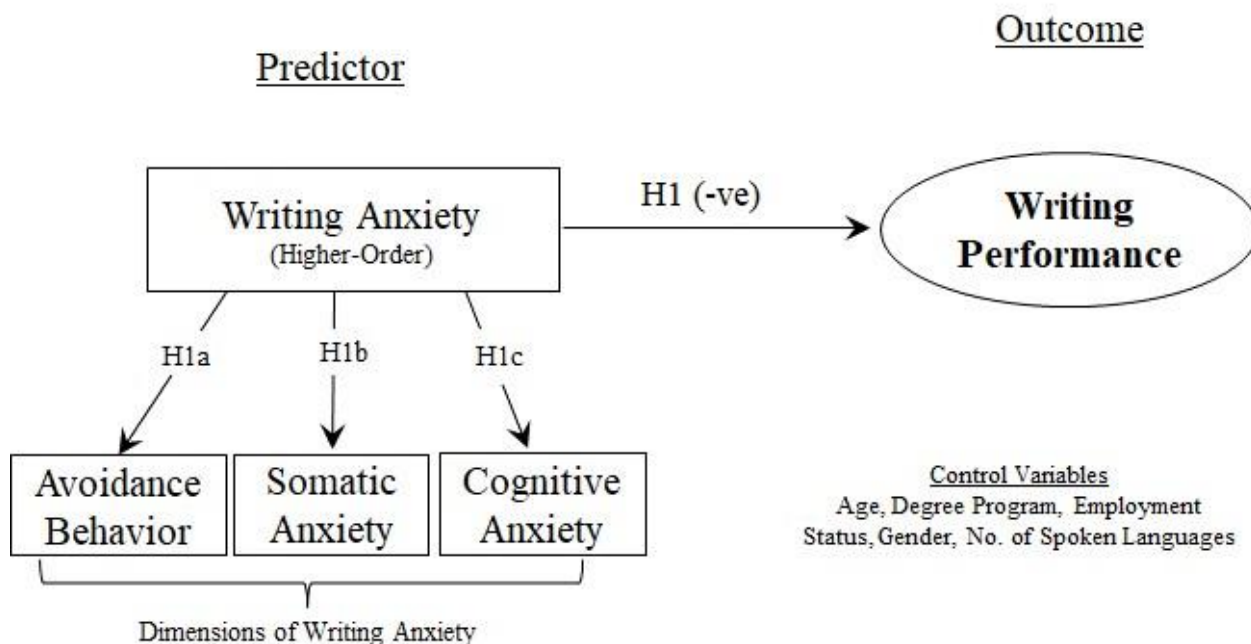 Outcome
Predictor
Writing Anxiety
(Higher-Order)
H1 (-ve)
Writing
Performance
H1a
H1b
H1c
Avoidance
Behavior
Somatic
Anxiety
Cognitive
Anxiety
Control Variables
Age, Degree Program, Employment
Status, Gender, No. of Spoken Languages
Dimensions of Writing Anxiety